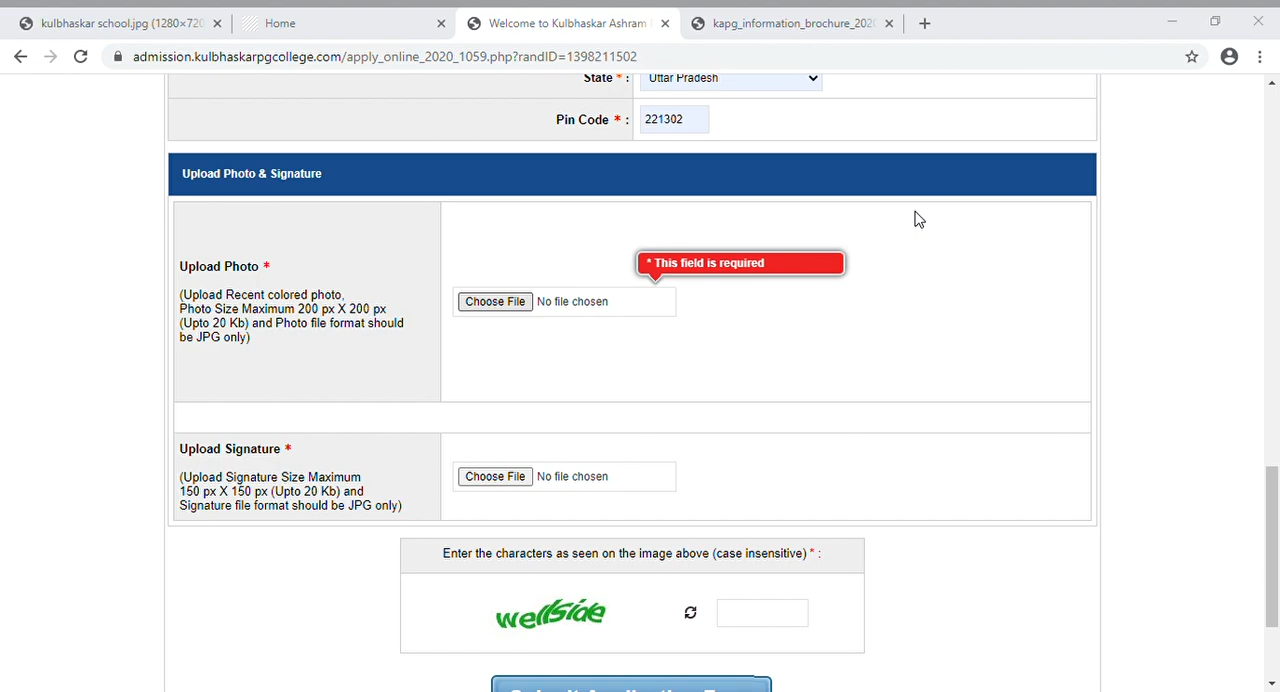 kulbhaskar school.jpg (1280×720
Home
Welcome to Kulbhaskar Ashram
kapg_information_brochure_202
admission.kulbhaskarpgcollege.com/apply_online_2020_1059.php?randID=1398211502
State * : Uttar Pradesh
Pin Code * : 221302
Upload Photo & Signature
* This field is required
Upload Photo *
Choose File No file chosen
(Upload Recent colored photo,
Photo Size Maximum 200 px X 200 px
(Upto 20 Kb) and Photo file format should
be JPG only)
Upload Signature *
Choose File No file chosen
(Upload Signature Size Maximum
150 px X 150 px (Upto 20 Kb) and
Signature file format should be JPG only)
Enter the characters as seen on the image above (case insensitive) * :
wellside
Submit Application Form